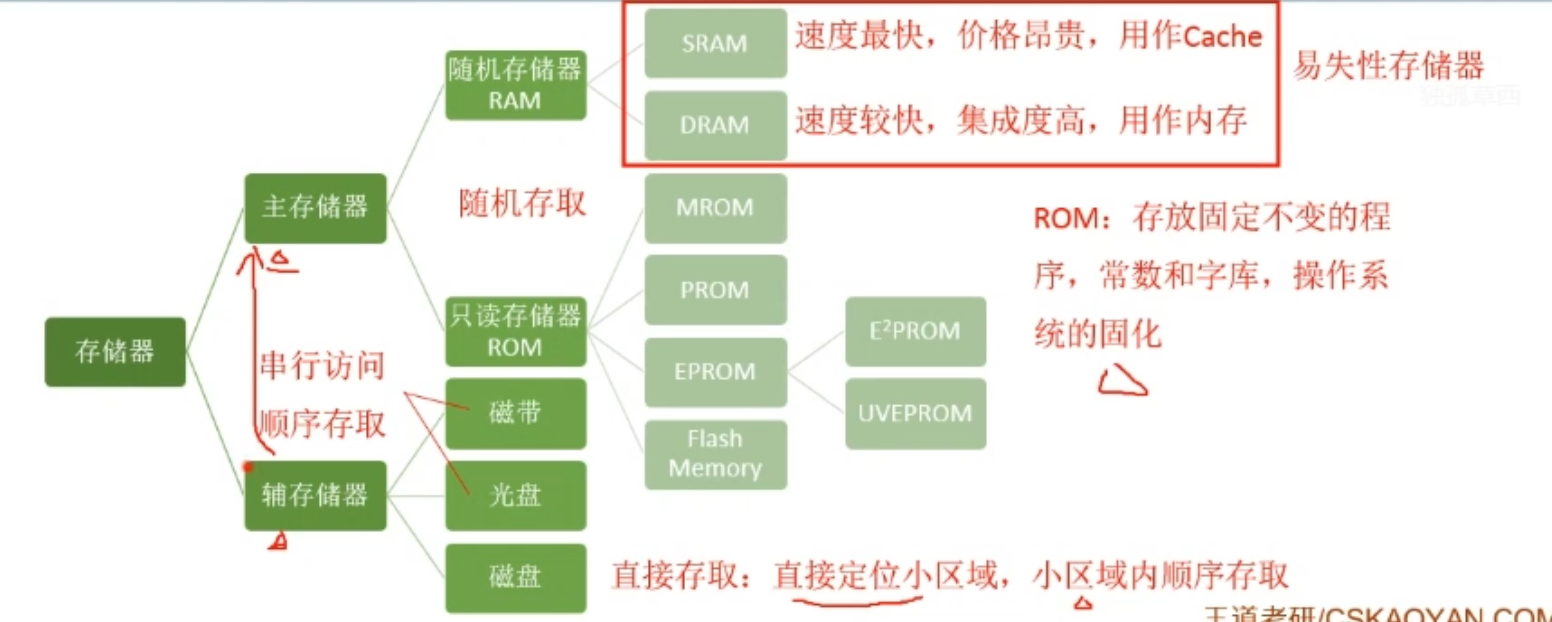 SRAM
速度最快，价格昂贵，用作Cache
随机存储器
RAM
易失性存储器
独孤草西
DRAM
速度较快，集成度高，用作内存
主存储器
随机存取
MROM
ROM：存放固定不变的程
序，常数和字库，操作系
统的固化
PROM
只读存储器
ROM
E²PROM
存储器
串行访问
顺序存取
EPROM
磁带
UVEPROM
Flash
Memory
辅存储器
光盘
磁盘
直接存取：直接定位小区域，小区域内顺序存取
王道考研/CSKAOYAN.COM